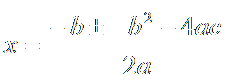 x = (-b + b² - 4ac) / 2a